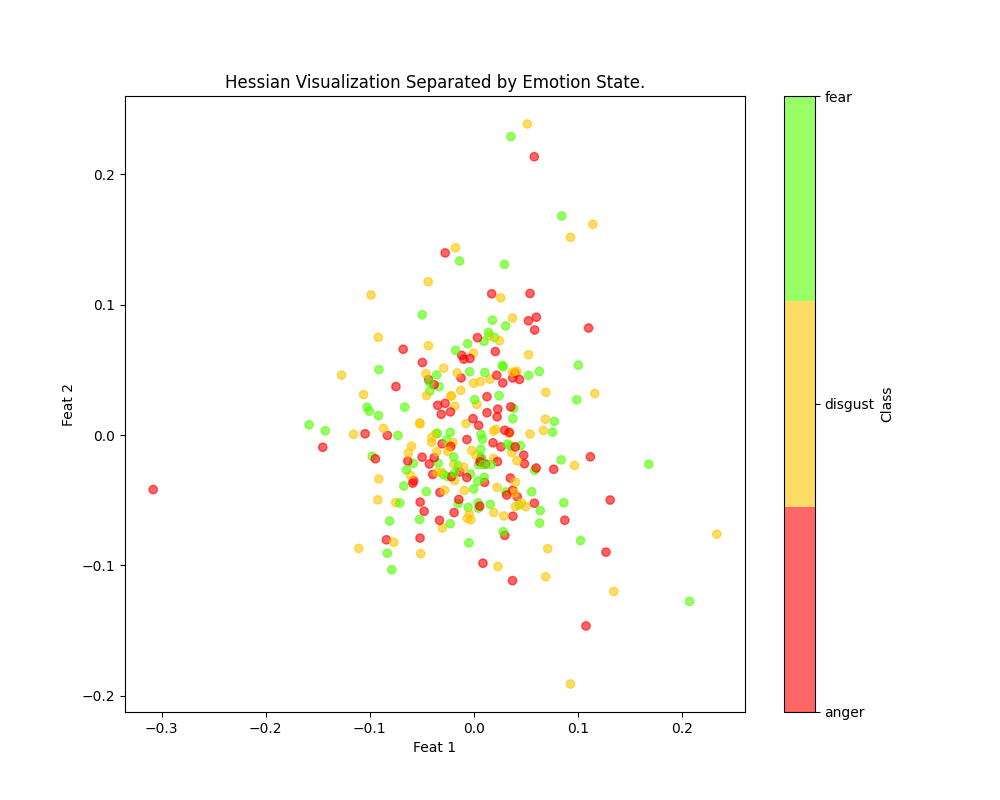 Hessian Visualization Separated by Emotion State.
fear
0.2
0.1
Feat 2
0.0
disgust
Class
−0.1
−0.2
anger
−0.3
−0.2
−0.1
0.0
0.1
0.2
Feat 1